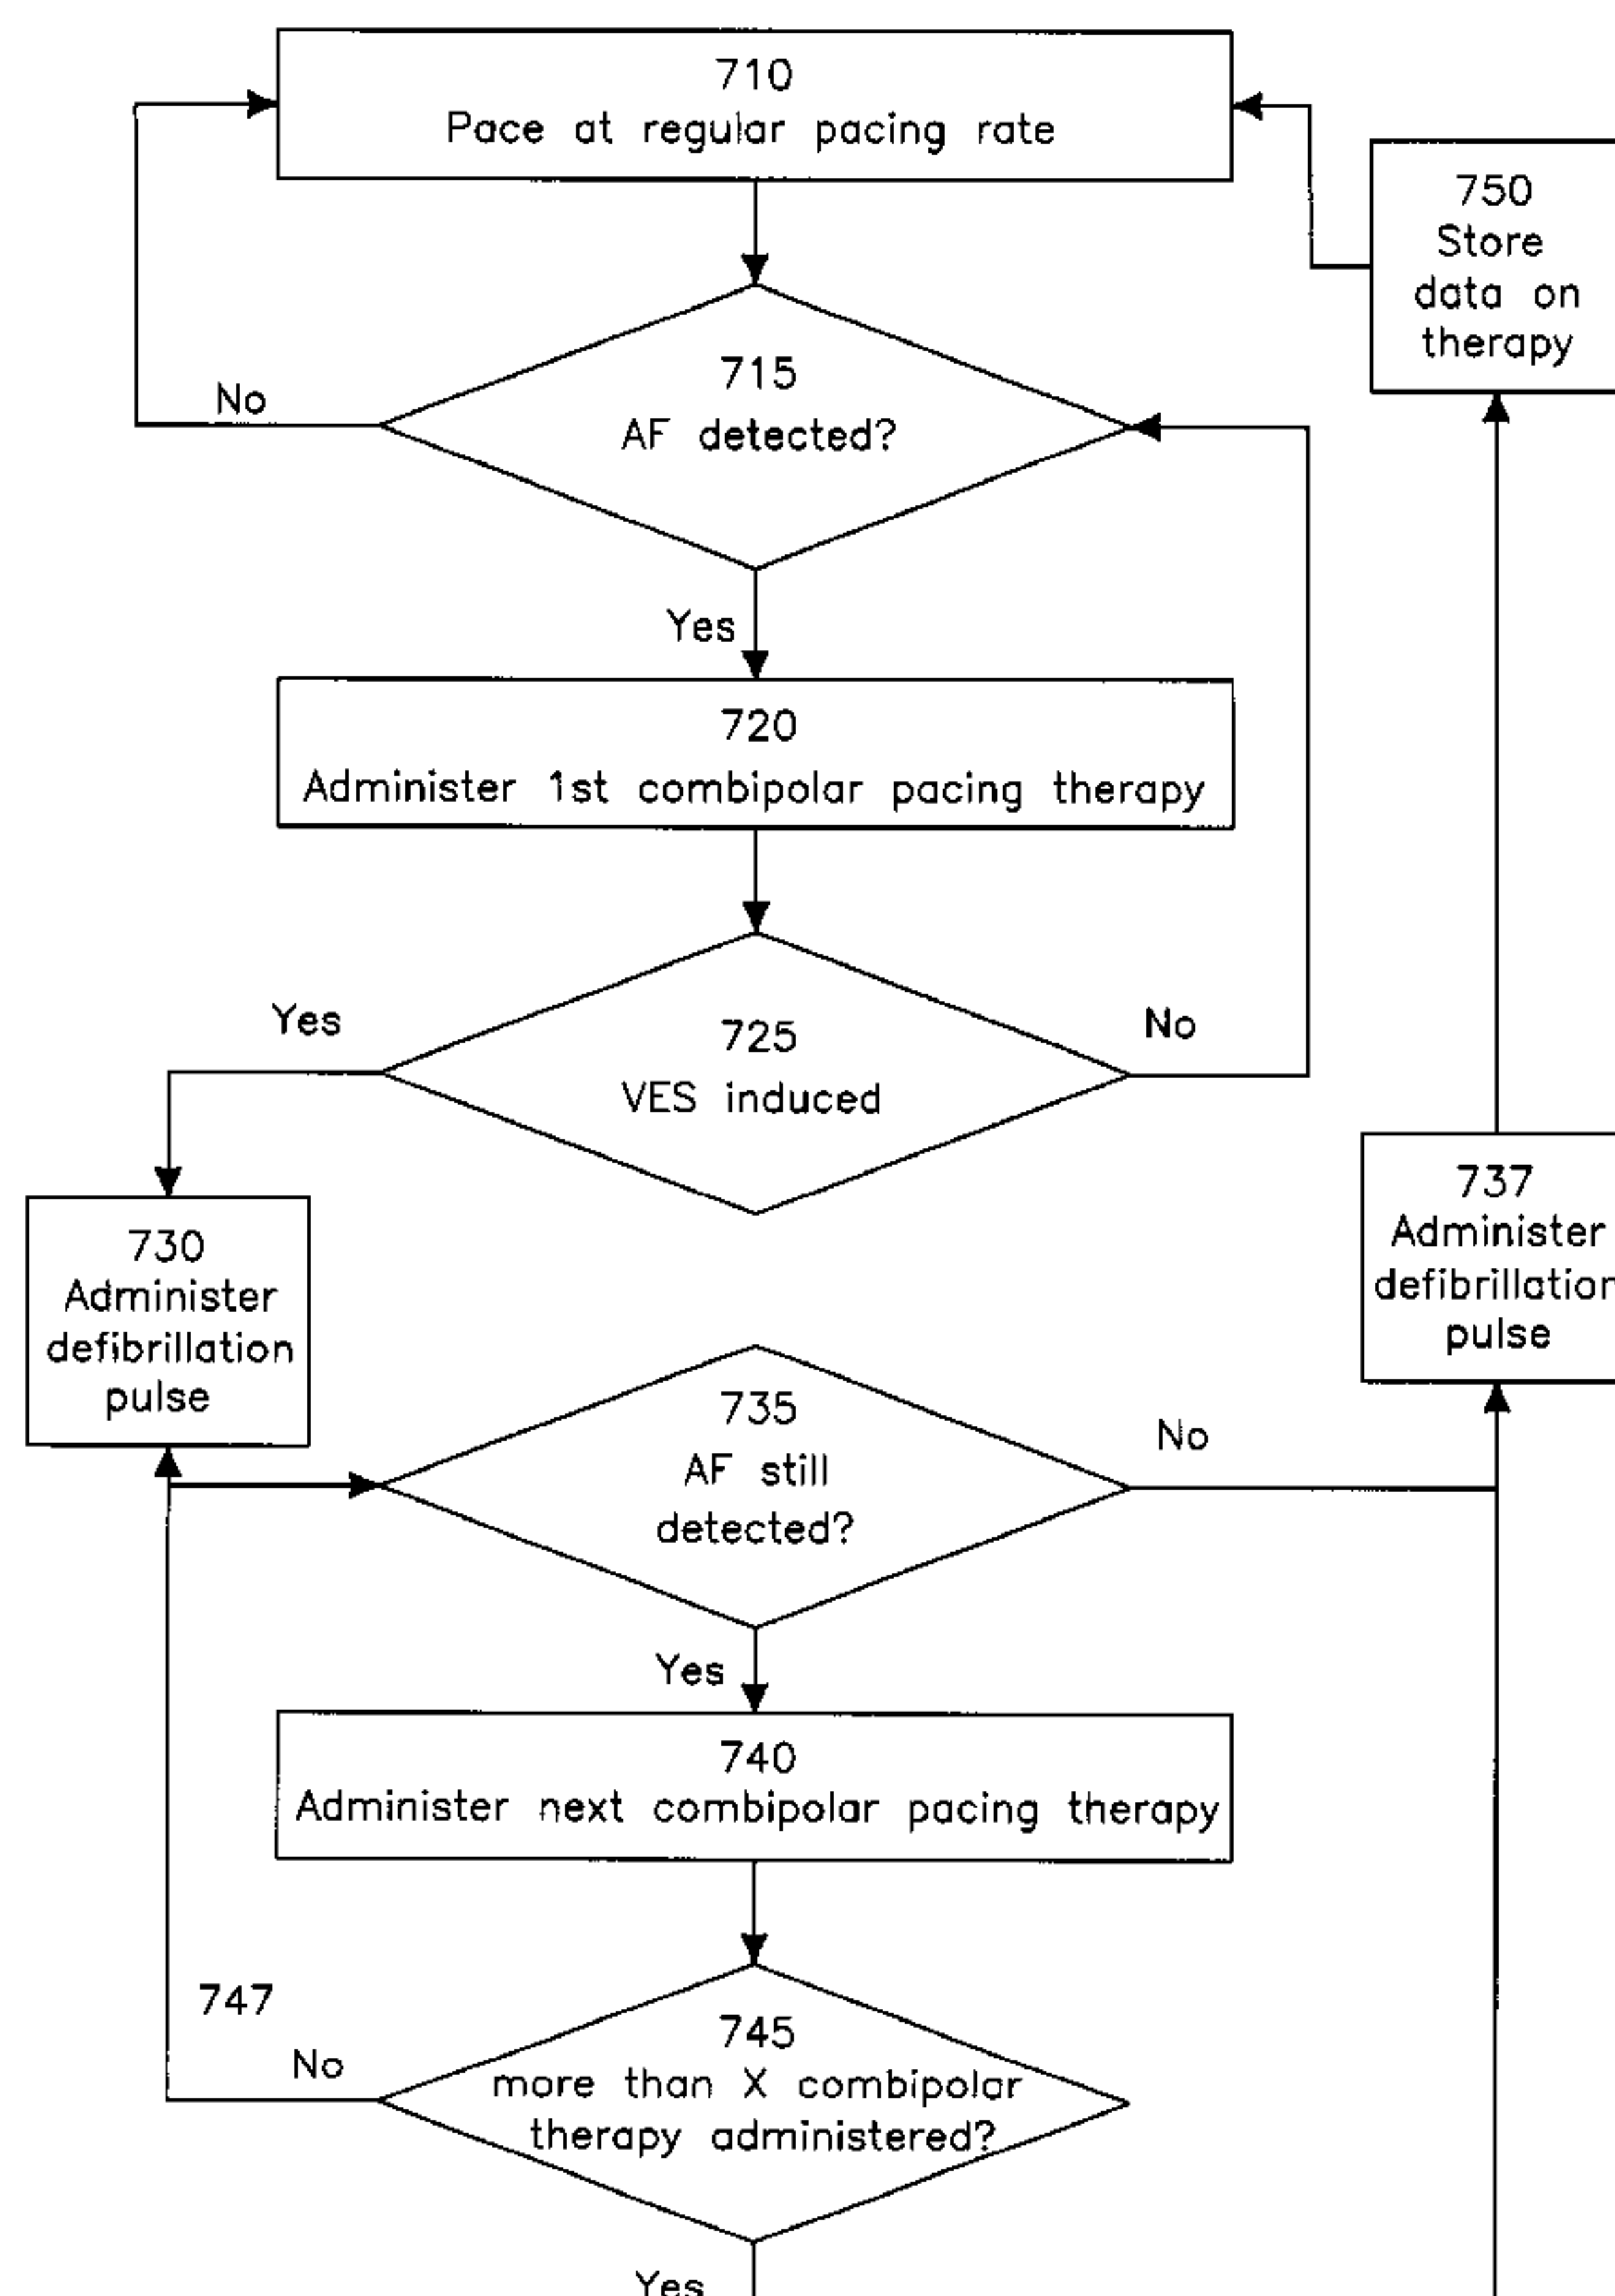 710
Pace at regular pacing rate
750
Store
data on
therapy
715
AF detected?
No
Yes
720
Administer 1st combipolar pacing therapy
725
VES induced
Yes
No
730
Administer
defibrillation
pulse
737
Administer
defibrillation
pulse
735
AF still
detected?
No
Yes
740
Administer next combipolar pacing therapy
747
No
745
more than X combipolar
therapy administered?
Yes